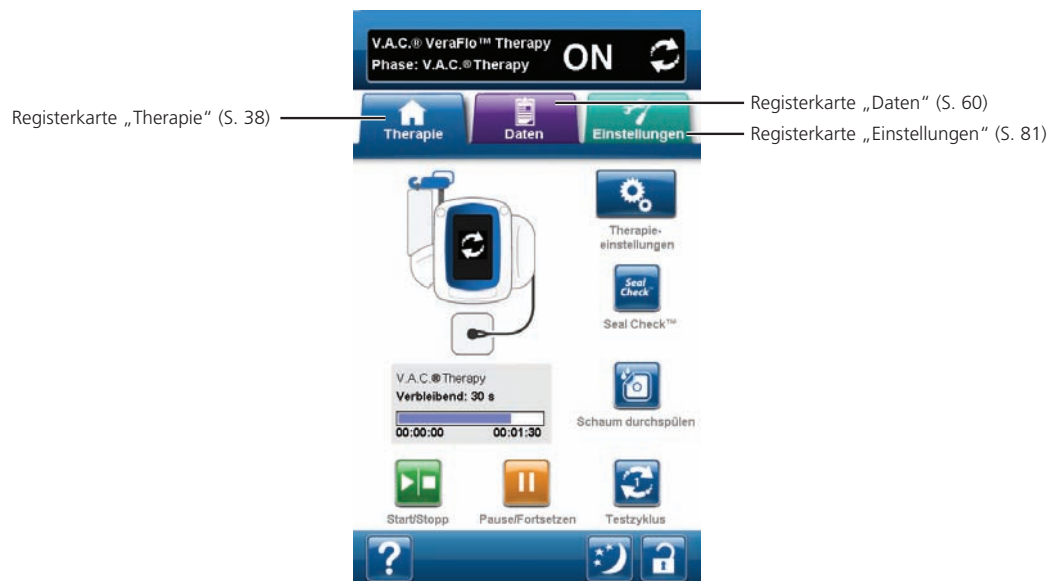 V.A.C.® VeraFlo™ Therapy
Phase: V.A.C.® Therapy
ON
Registerkarte „Therapie“ (S. 38)
Registerkarte „Daten“ (S. 60)
Registerkarte „Einstellungen“ (S. 81)
Therapie
Daten
Einstellungen
Therapie-
einstellungen
Seal
Check™
Seal Check™
V.A.C.® Therapy
Verbleibend: 30 s
00:00:00
00:01:30
Schaum durchspülen
1
Start/Stopp
Pause/Fortsetzen
Testzyklus
?